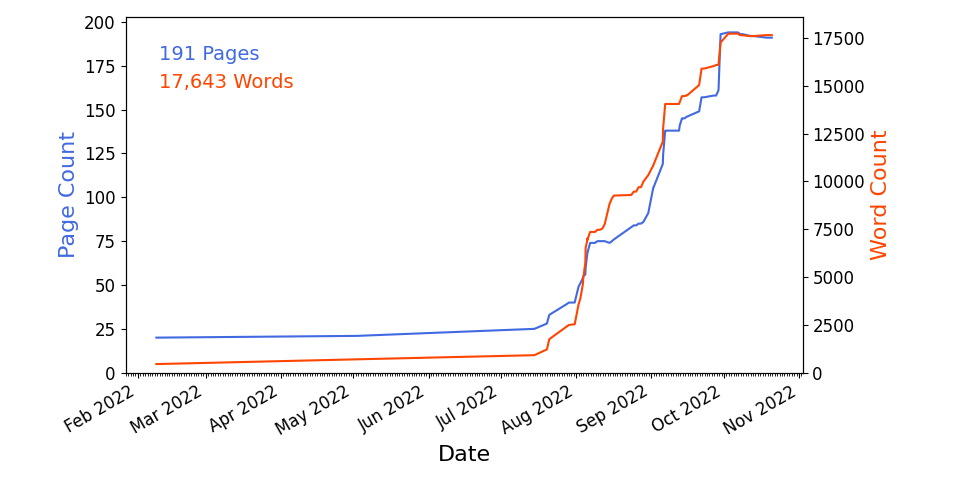 191 Pages
17,643 Words
Page Count
200
175
150
125
100
75
50
25
0
Word Count
17500
15000
12500
10000
7500
5000
2500
0
Feb 2022
Mar 2022
Apr 2022
May 2022
Jun 2022
Jul 2022
Aug 2022
Sep 2022
Oct 2022
Nov 2022
Date